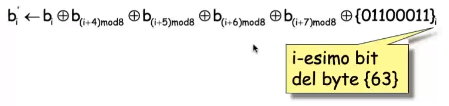 b'i ← bi ⊕b(i+4)mod8 ⊕b(i+5)mod8 ⊕b(i+6)mod8 ⊕b(i+7)mod8 ⊕{01100011}i
i-esimo bit
del byte {63}